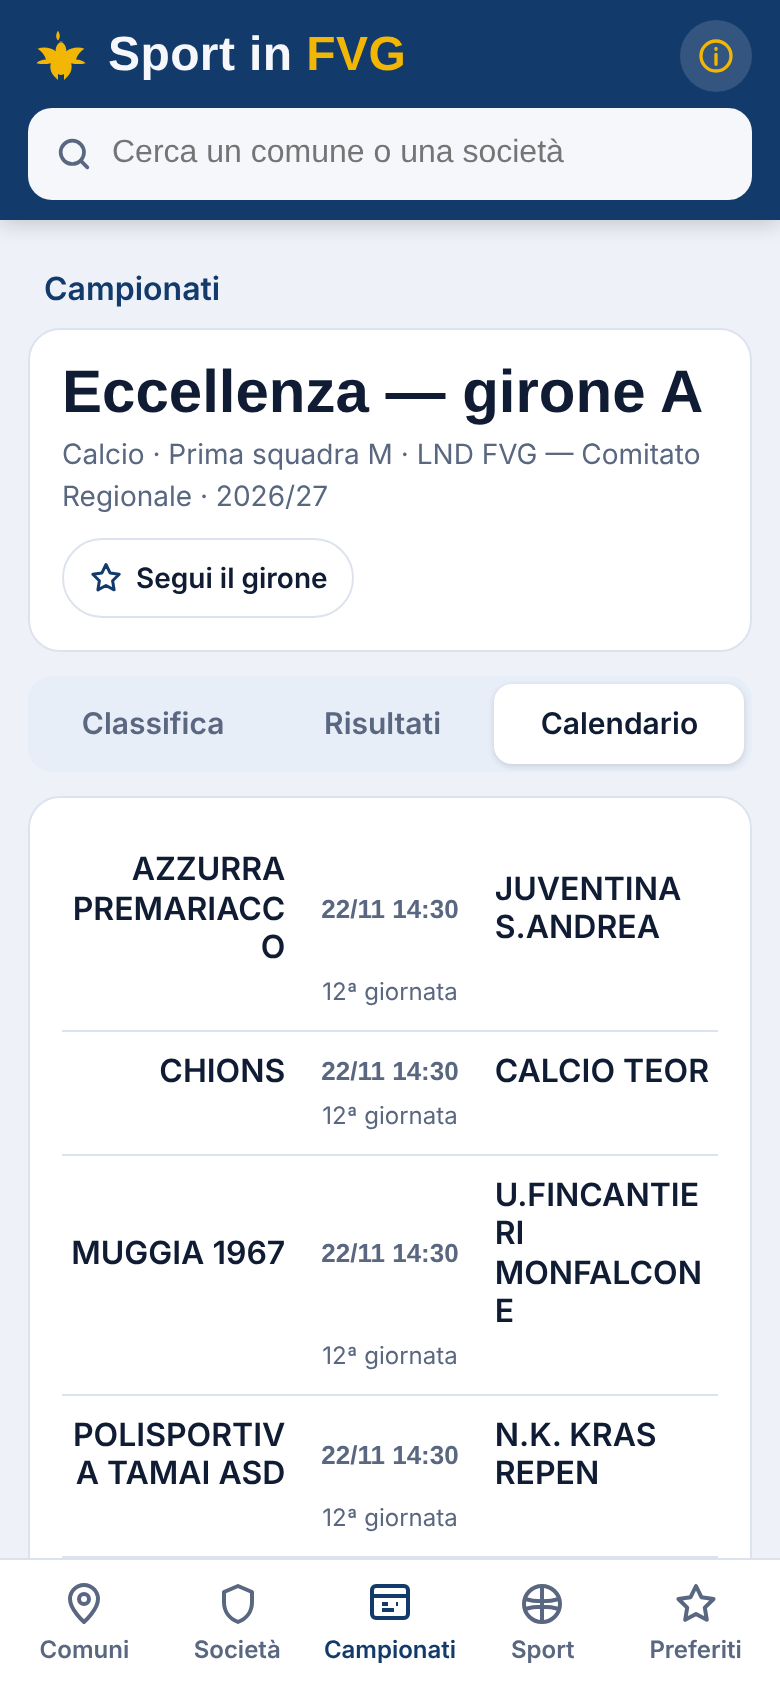 Sport in FVG
Cerca un comune o una società
Campionati
Eccellenza — girone A
Calcio · Prima squadra M · LND FVG — Comitato
Regionale · 2026/27
Segui il girone
Classifica
Risultati
Calendario
AZZURRA
PREMARIACC
O
22/11 14:30
JUVENTINA
S.ANDREA
12ª giornata
CHIONS
22/11 14:30
CALCIO TEOR
12ª giornata
MUGGIA 1967
22/11 14:30
U.FINCANTIE
RI
MONFALCON
E
12ª giornata
POLISPORTIV
A TAMAI ASD
22/11 14:30
N.K. KRAS
REPEN
12ª giornata
Comuni
Società
Campionati
Sport
Preferiti